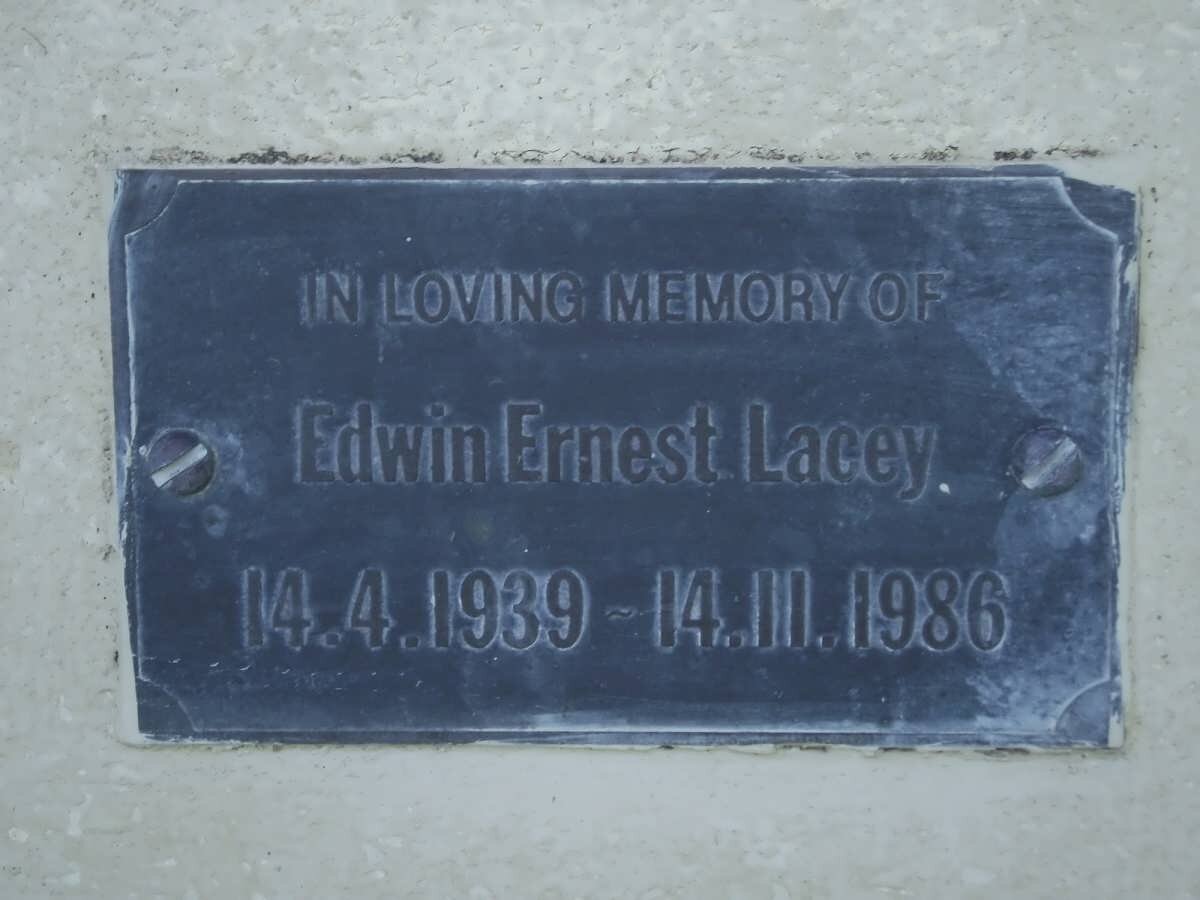 IN LOVING MEMORY OF
Edwin Ernest Lacey
14.4.1939 ~ 14.11.1986